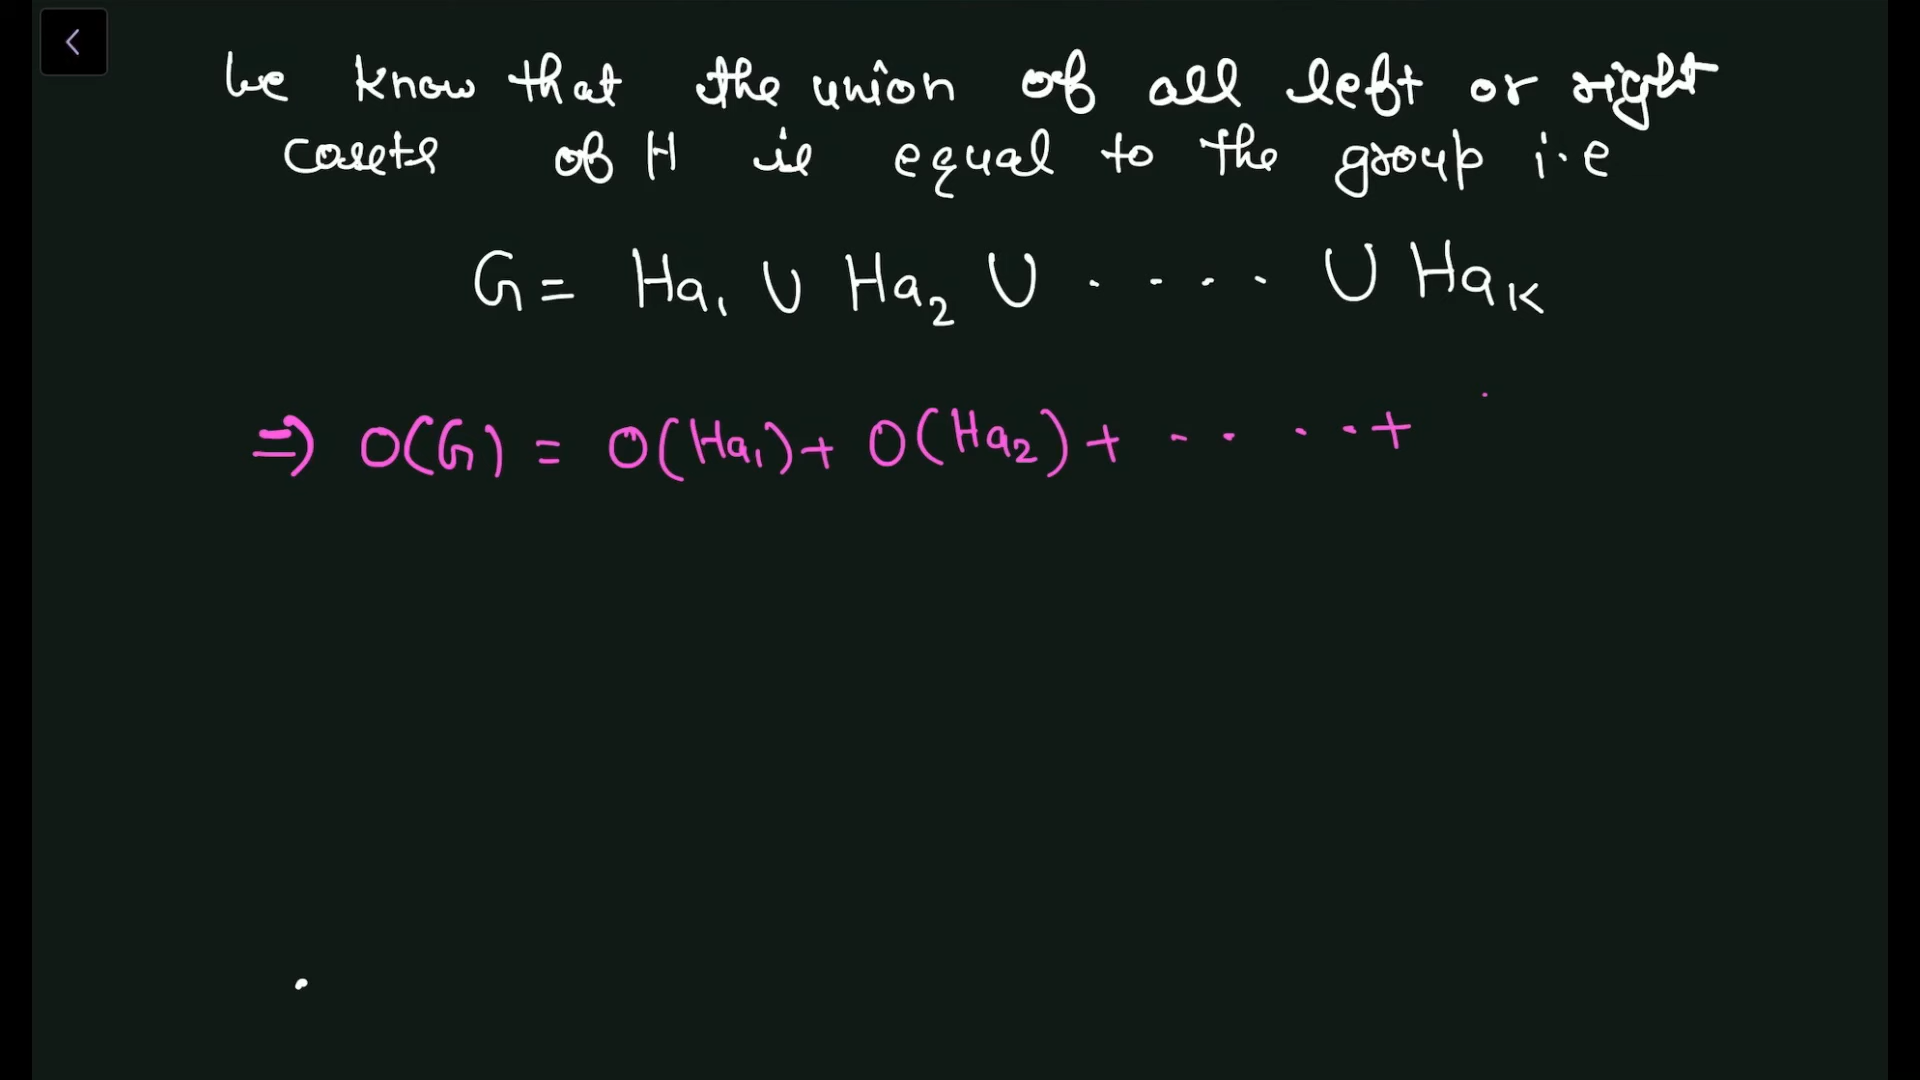 we know that the union of all left or right
cosets of H is equal to the group i.e
G = Ha₁ ∪ Ha₂ ∪ ..... ∪ Haₖ
⇒ O(G) = O(Ha₁) + O(Ha₂) + ..... +